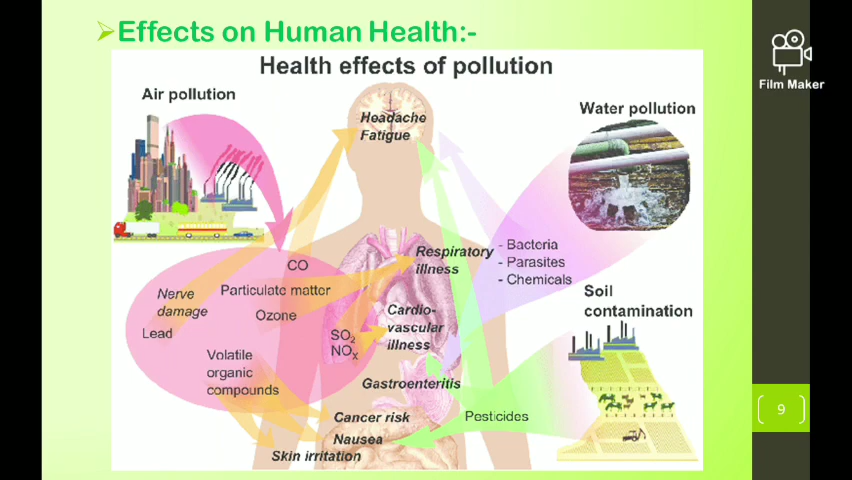 Effects on Human Health:-
Health effects of pollution
Film Maker
Air pollution
Water pollution
Headache
Fatigue
- Bacteria
- Parasites
- Chemicals
Respiratory
illness
CO
Particulate matter
Nerve
damage
Ozone
Lead
SO₂
NOₓ
Cardio-
vascular
illness
Soil
contamination
Volatile
organic
compounds
Gastroenteritis
Cancer risk
Pesticides
Nausea
Skin irritation
9